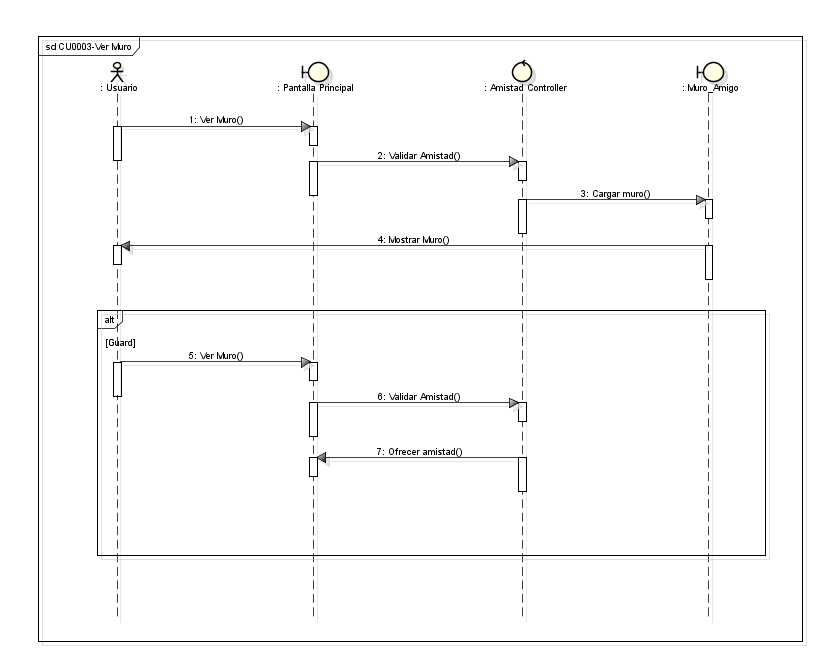 sd CU0003-Ver Muro
: Usuario
: Pantalla Principal
: Amistad Controller
: Muro_Amigo
1: Ver Muro()
2: Validar Amistad()
3: Cargar muro()
4: Mostrar Muro()
alt
[Guard]
5: Ver Muro()
6: Validar Amistad()
7: Ofrecer amistad()